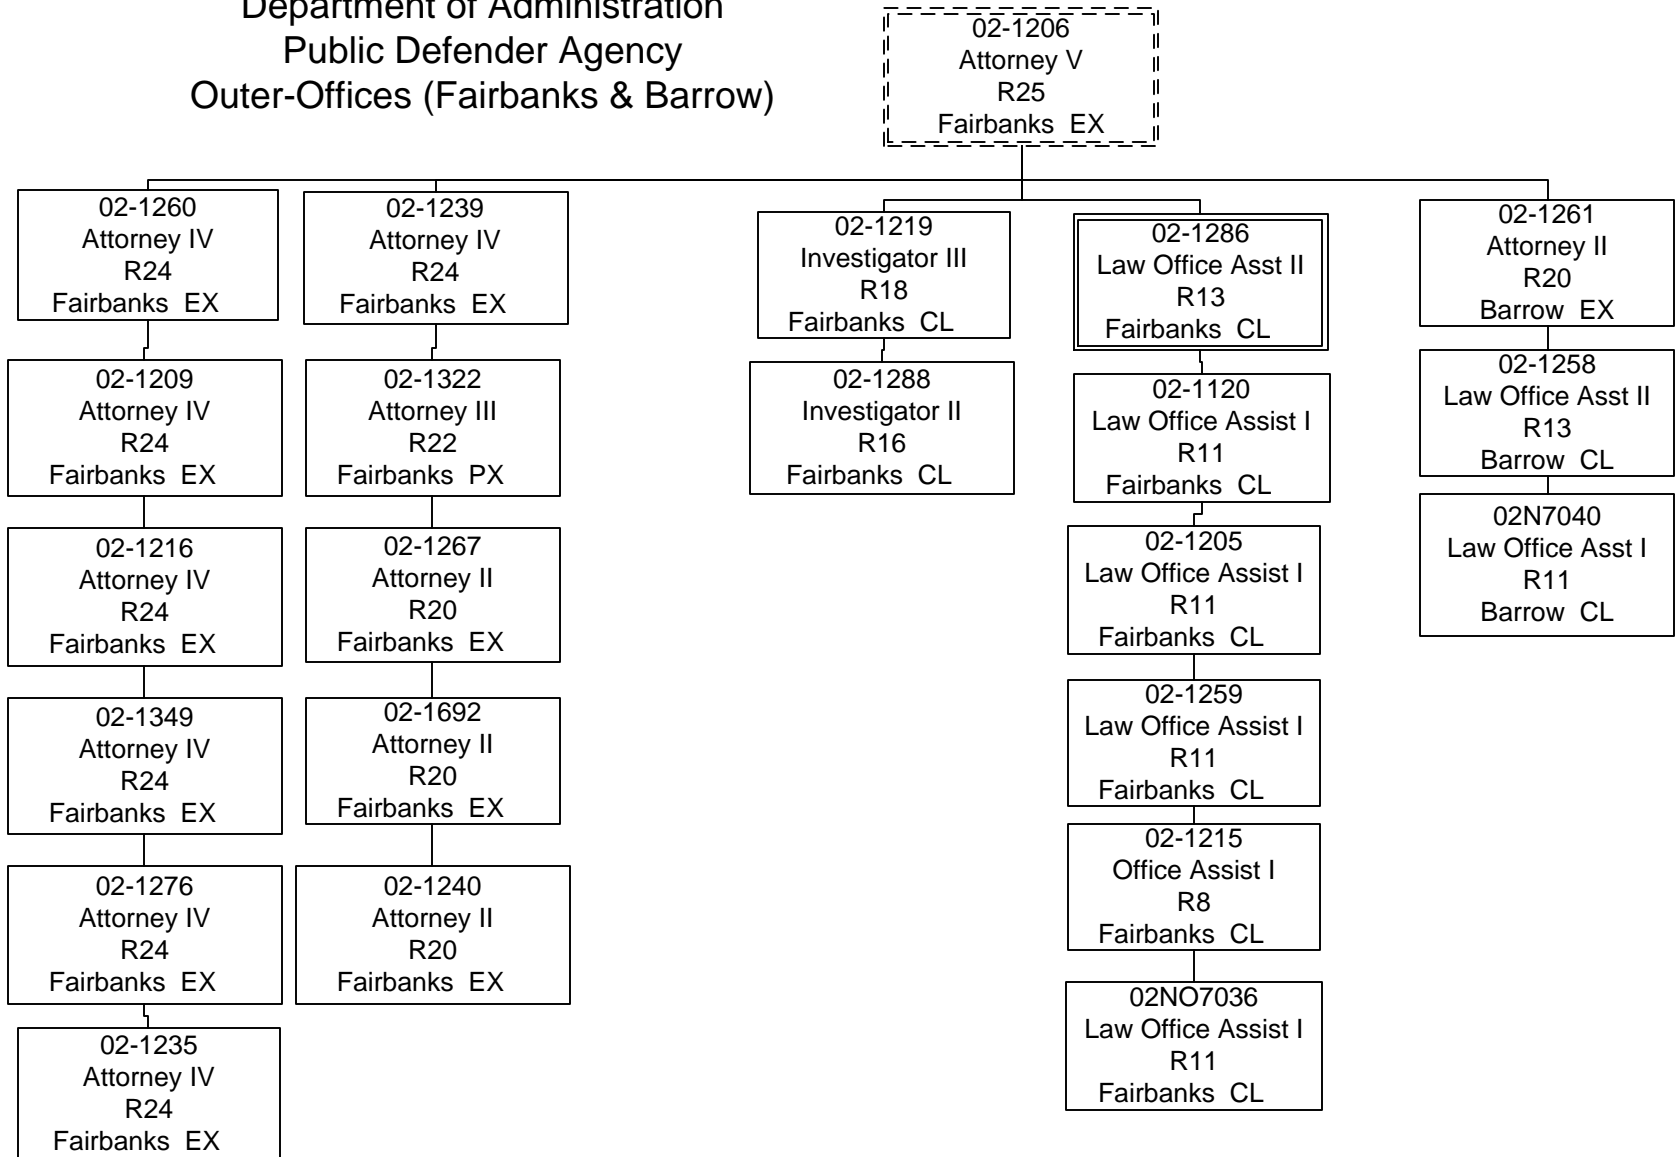 Department of Administration
Public Defender Agency
Outer-Offices (Fairbanks & Barrow)
02-1206
Attorney V
R25
Fairbanks EX
02-1260
Attorney IV
R24
Fairbanks EX
02-1209
Attorney IV
R24
Fairbanks EX
02-1216
Attorney IV
R24
Fairbanks EX
02-1349
Attorney IV
R24
Fairbanks EX
02-1276
Attorney IV
R24
Fairbanks EX
02-1235
Attorney IV
R24
Fairbanks EX
02-1239
Attorney IV
R24
Fairbanks EX
02-1322
Attorney III
R22
Fairbanks PX
02-1267
Attorney II
R20
Fairbanks EX
02-1692
Attorney II
R20
Fairbanks EX
02-1240
Attorney II
R20
Fairbanks EX
02-1219
Investigator III
R18
Fairbanks CL
02-1288
Investigator II
R16
Fairbanks CL
02-1286
Law Office Asst II
R13
Fairbanks CL
02-1120
Law Office Assist I
R11
Fairbanks CL
02-1205
Law Office Assist I
R11
Fairbanks CL
02-1259
Law Office Assist I
R11
Fairbanks CL
02-1215
Office Assist I
R8
Fairbanks CL
02NO7036
Law Office Assist I
R11
Fairbanks CL
02-1261
Attorney II
R20
Barrow EX
02-1258
Law Office Asst II
R13
Barrow CL
02N7040
Law Office Asst I
R11
Barrow CL